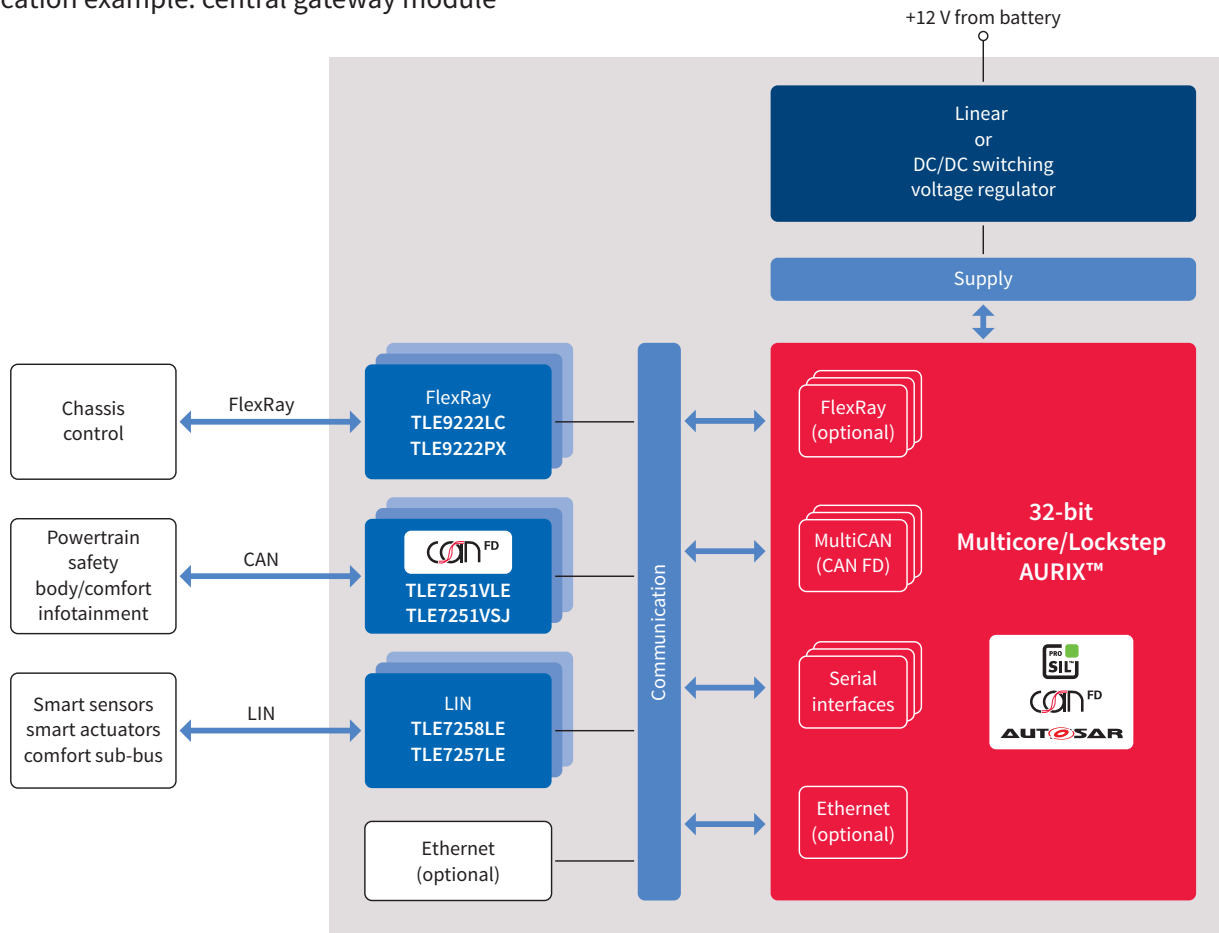 cation example: central gateway module
+12 V from battery
Linear
or
DC/DC switching
voltage regulator
Supply
Chassis
control
FlexRay
FlexRay
TLE9222LC
TLE9222PX
FlexRay
(optional)
Powertrain
safety
body/comfort
infotainment
CAN
CAN FD
TLE7251VLE
TLE7251VSJ
Communication
MultiCAN
(CAN FD)
32-bit
Multicore/Lockstep
AURIX™
Smart sensors
smart actuators
comfort sub-bus
LIN
LIN
TLE7258LE
TLE7257LE
Serial
interfaces
PRO
SIL™
CAN FD
AUTOSAR
Ethernet
(optional)
Ethernet
(optional)